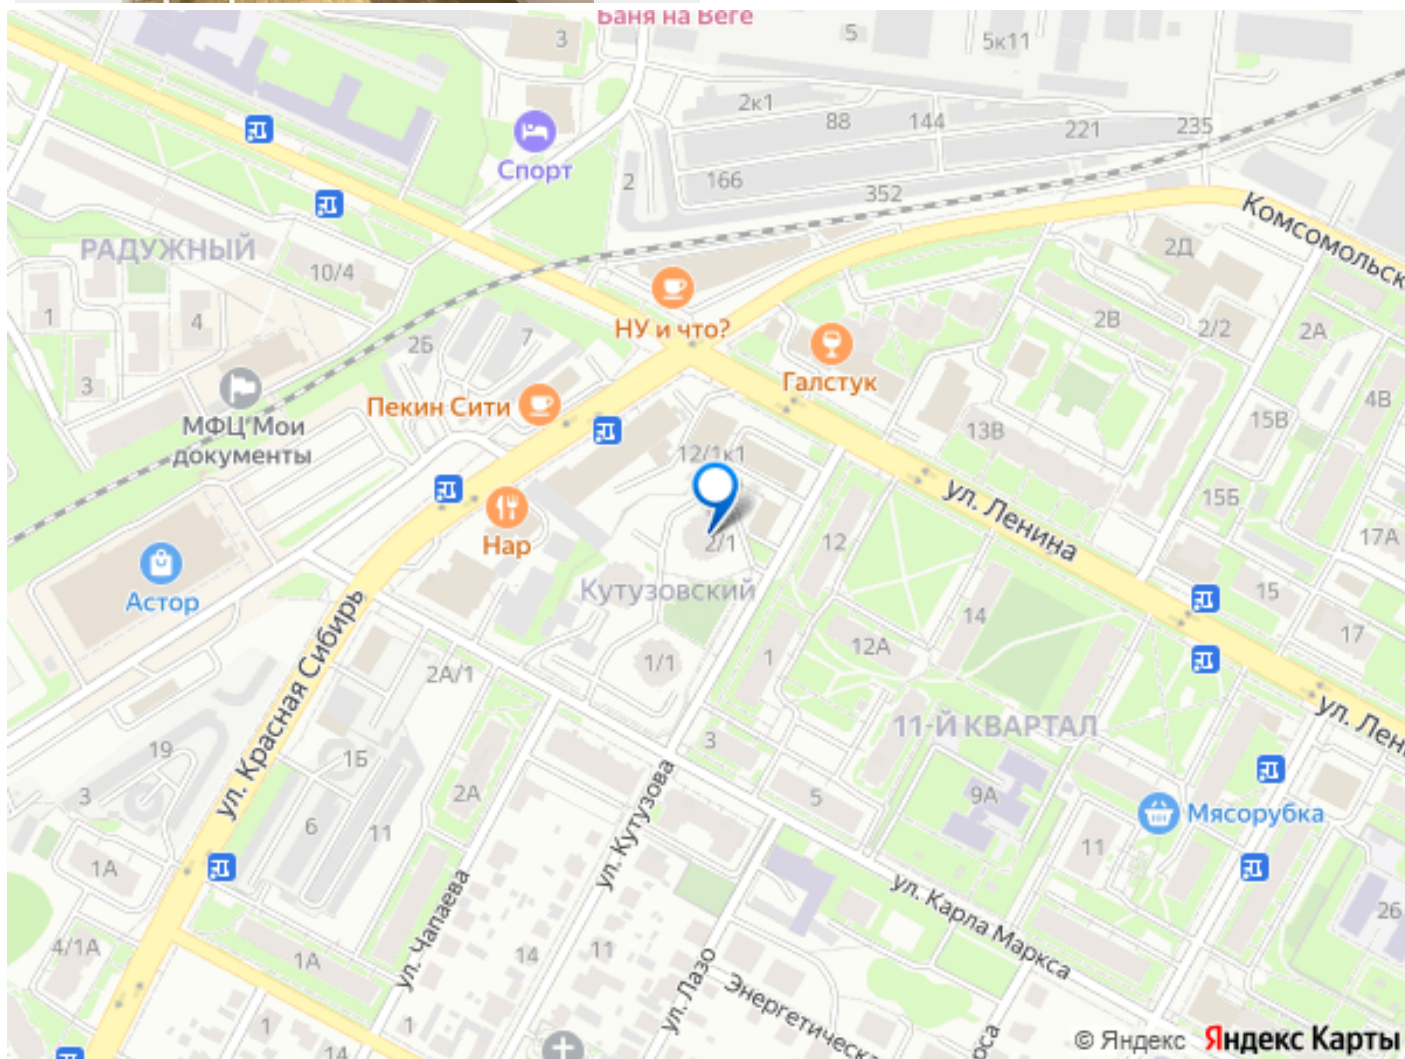 Баня на Веге
3
5
5к11
2к1
88
144
221
235
Спорт
2
166
352
Комсомольск
РАДУЖНЫЙ
10/4
2Д
1
4
2Б
7
НУ и что?
2В
2/2
2А
3
Галстук
МФЦ Мои
документы
Пекин Сити
4В
13В
15В
12/1к1
15Б
ул. Ленина
17А
Нар
2/1
12
Астор
Кутузовский
15
14
17
ул. Красная Сибирь
2А/1
1/1
1
12А
ул. Лен
11-Й КВАРТАЛ
19
1Б
3
3
2А
5
9А
Мясорубка
6
11
ул. Кутузова
11
1А
ул. Карла Маркса
26
4/1А
1А
ул. Чапаева
14
11
ул. Лазо
Энергетическа
оса
1
1
14
© Яндекс Яндекс Карты